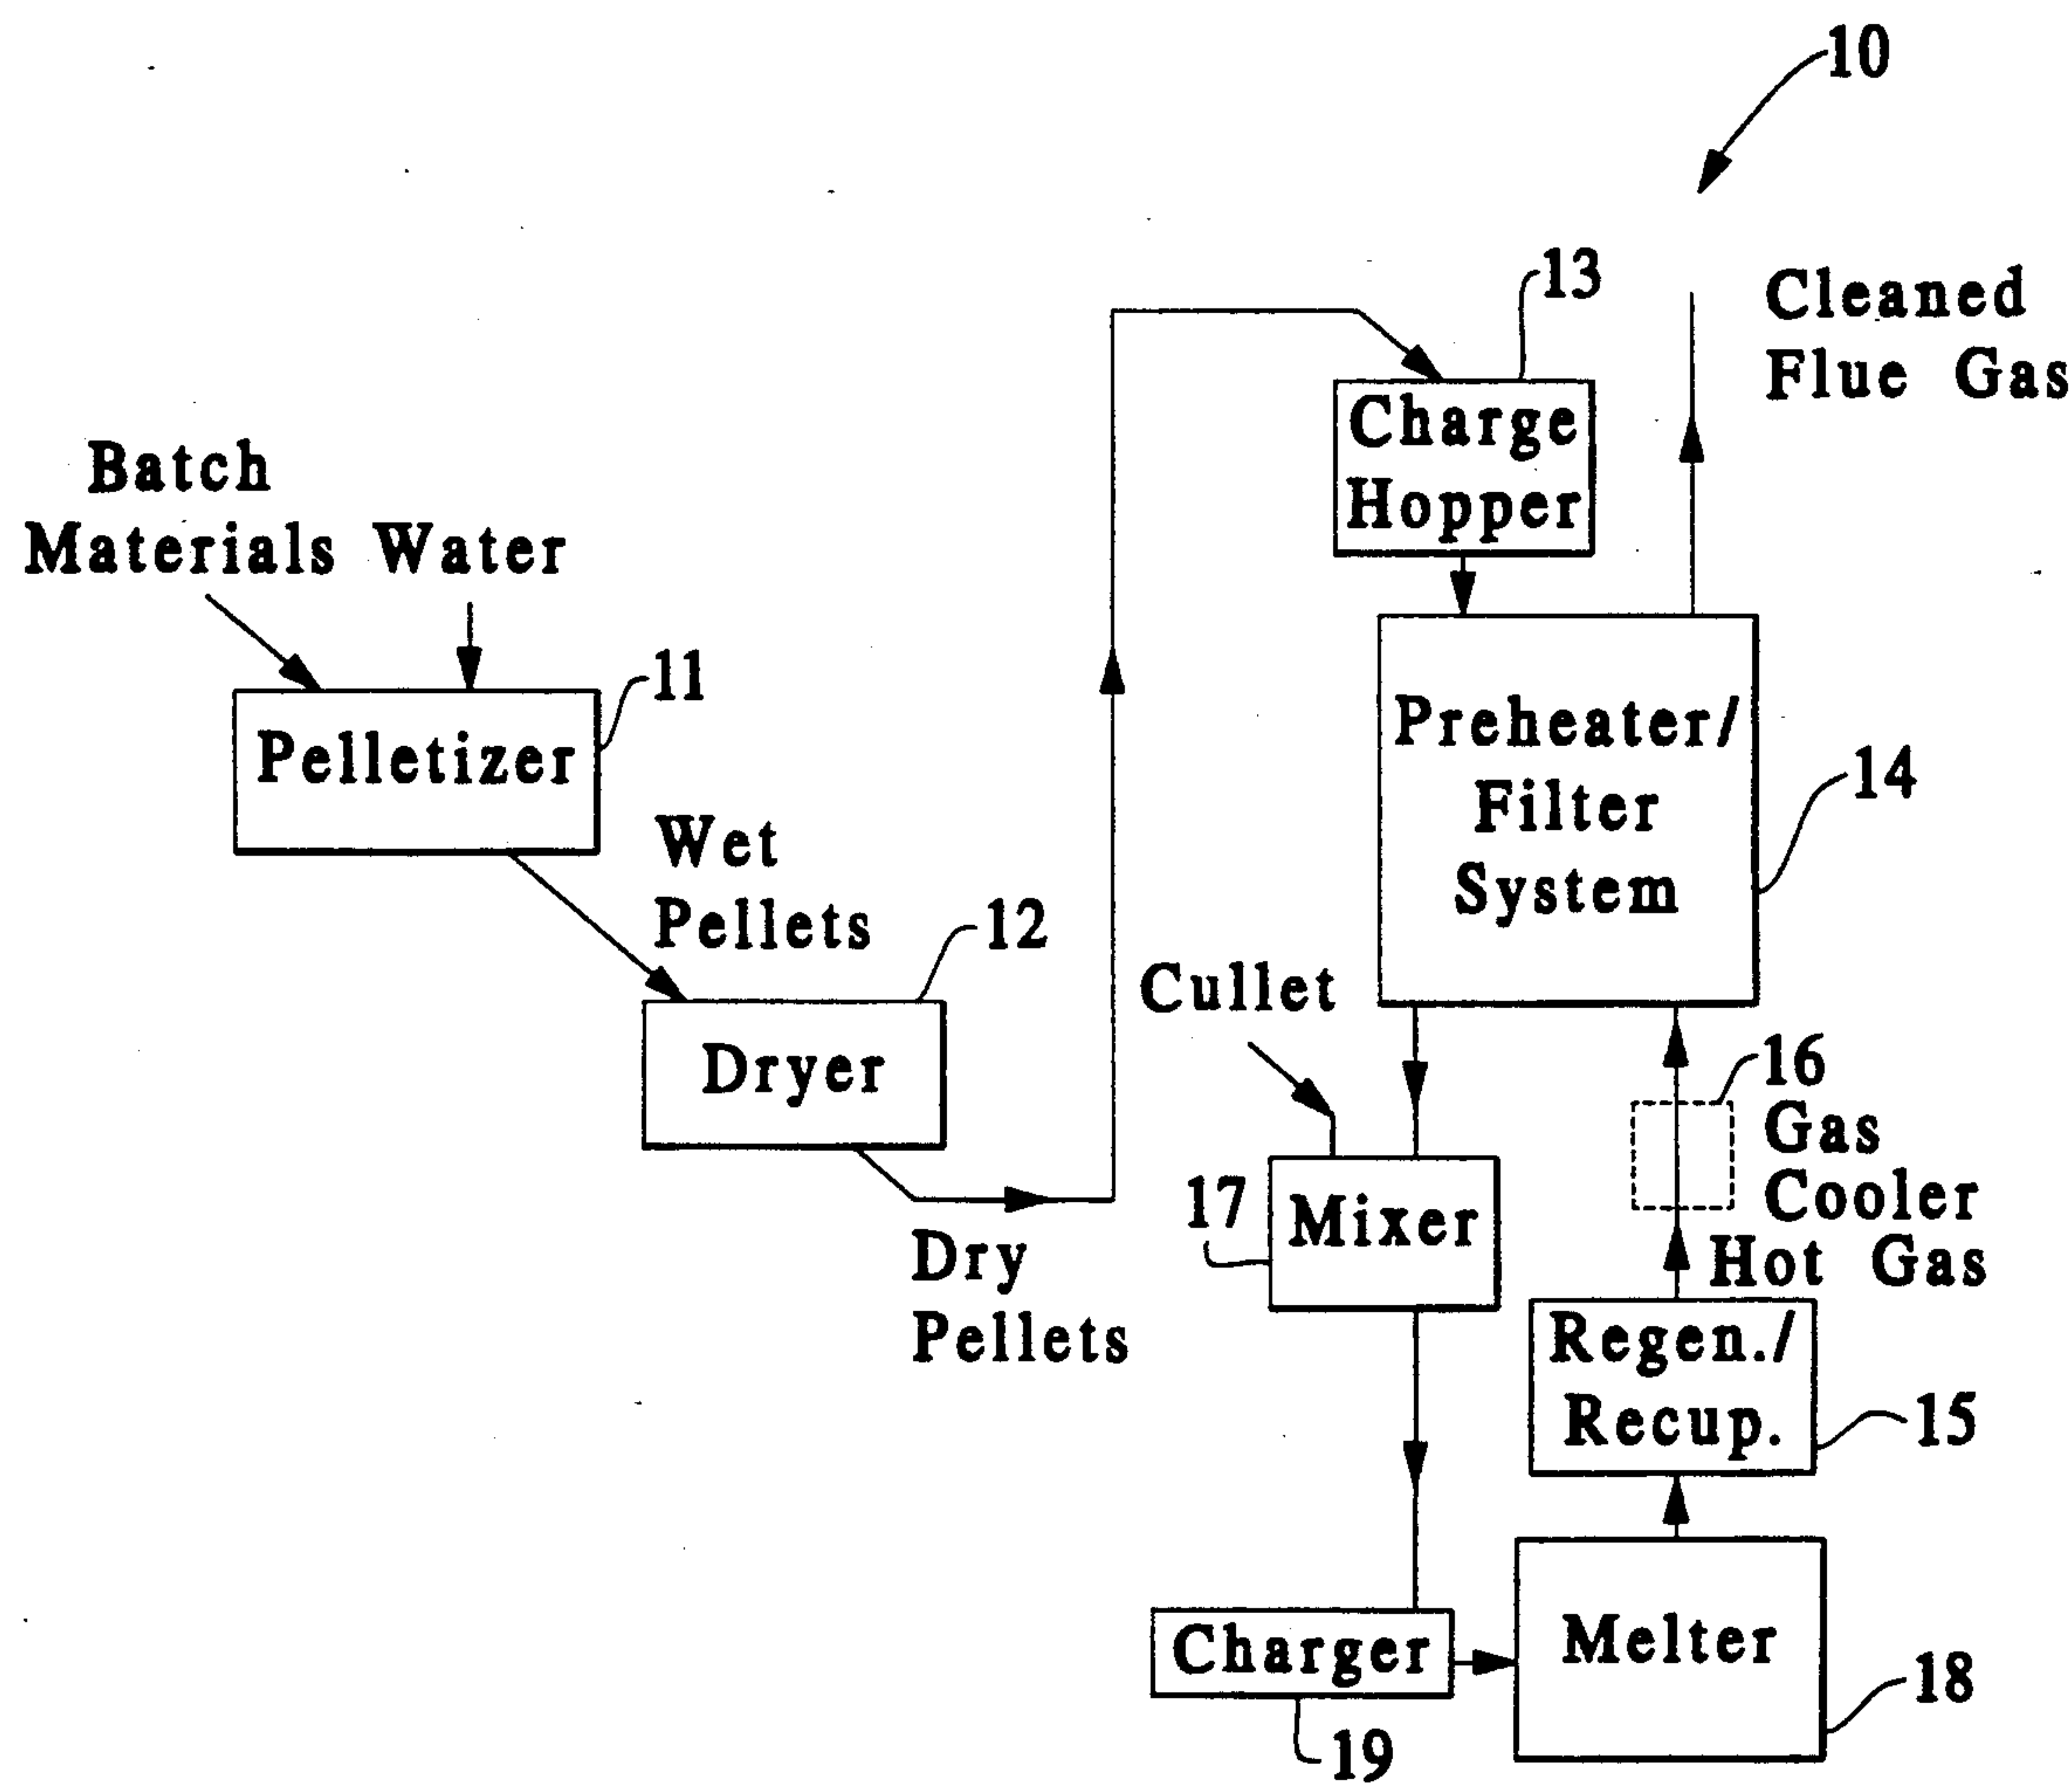 10
13
Cleaned
Flue Gas
Charge
Hopper
Batch
Materials Water
11
Pelletizer
Preheater/
Filter
System
14
Wet
Pellets
12
Dryer
Cullet
16
Gas
Cooler
Hot Gas
17
Mixer
Dry
Pellets
Regen./
Recup.
15
Charger
19
Melter
18